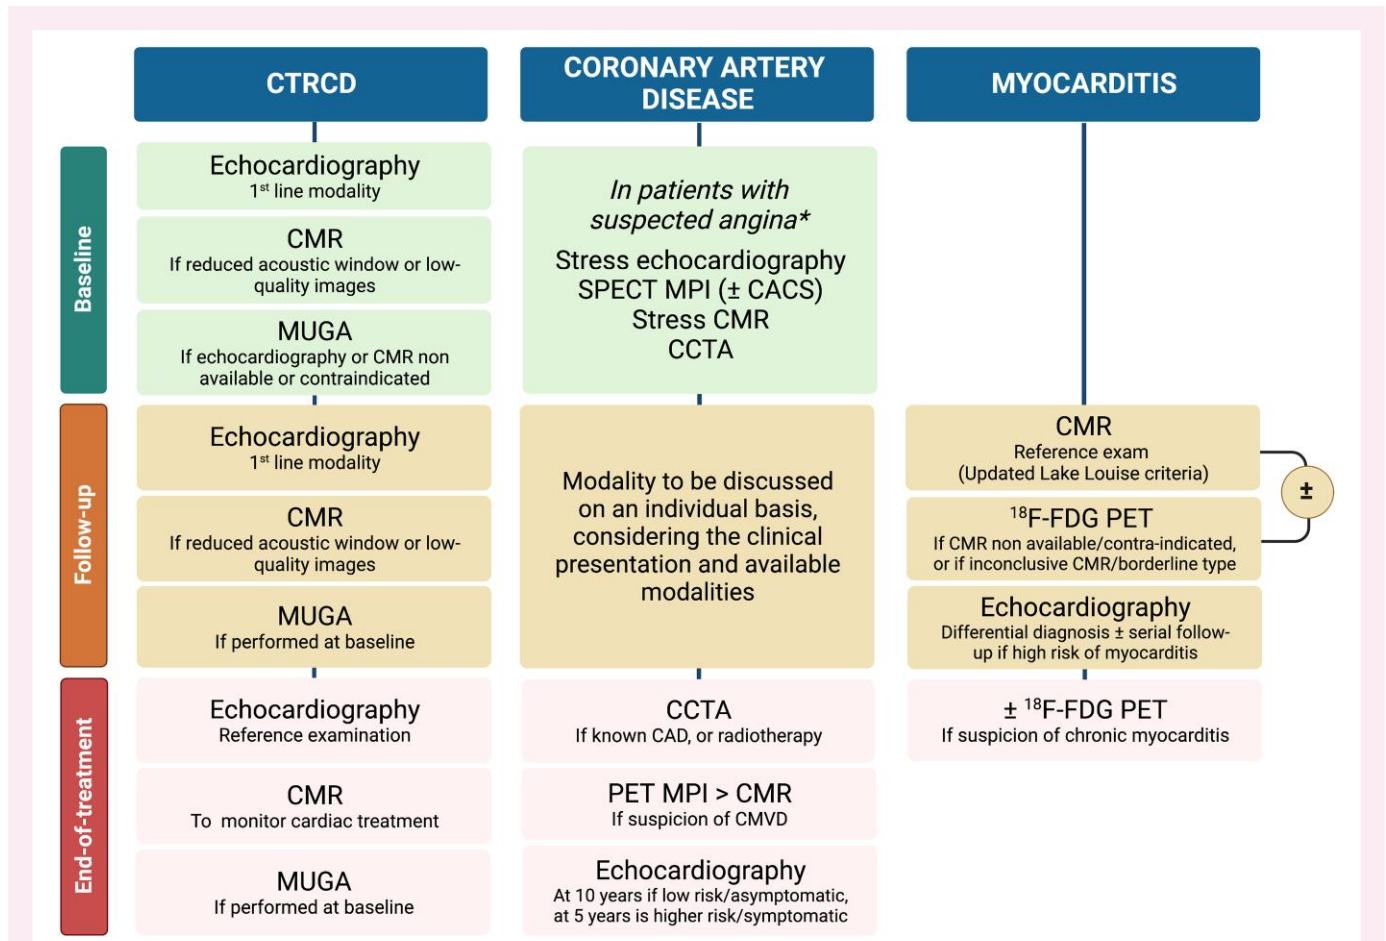 CTRCD
CORONARY ARTERY
DISEASE
MYOCARDITIS
Baseline
Echocardiography
1st line modality
CMR
If reduced acoustic window or low-
quality images
MUGA
If echocardiography or CMR non
available or contraindicated
In patients with
suspected angina*
Stress echocardiography
SPECT MPI (± CACS)
Stress CMR
CCTA
Follow-up
Echocardiography
1st line modality
CMR
If reduced acoustic window or low-
quality images
MUGA
If performed at baseline
Modality to be discussed
on an individual basis,
considering the clinical
presentation and available
modalities
CMR
Reference exam
(Updated Lake Louise criteria)
±
18F-FDG PET
If CMR non available/contra-indicated,
or if inconclusive CMR/borderline type
Echocardiography
Differential diagnosis ± serial follow-
up if high risk of myocarditis
End-of-treatment
Echocardiography
Reference examination
CMR
To monitor cardiac treatment
MUGA
If performed at baseline
CCTA
If known CAD, or radiotherapy
PET MPI > CMR
If suspicion of CMVD
Echocardiography
At 10 years if low risk/asymptomatic,
at 5 years is higher risk/symptomatic
± 18F-FDG PET
If suspicion of chronic myocarditis